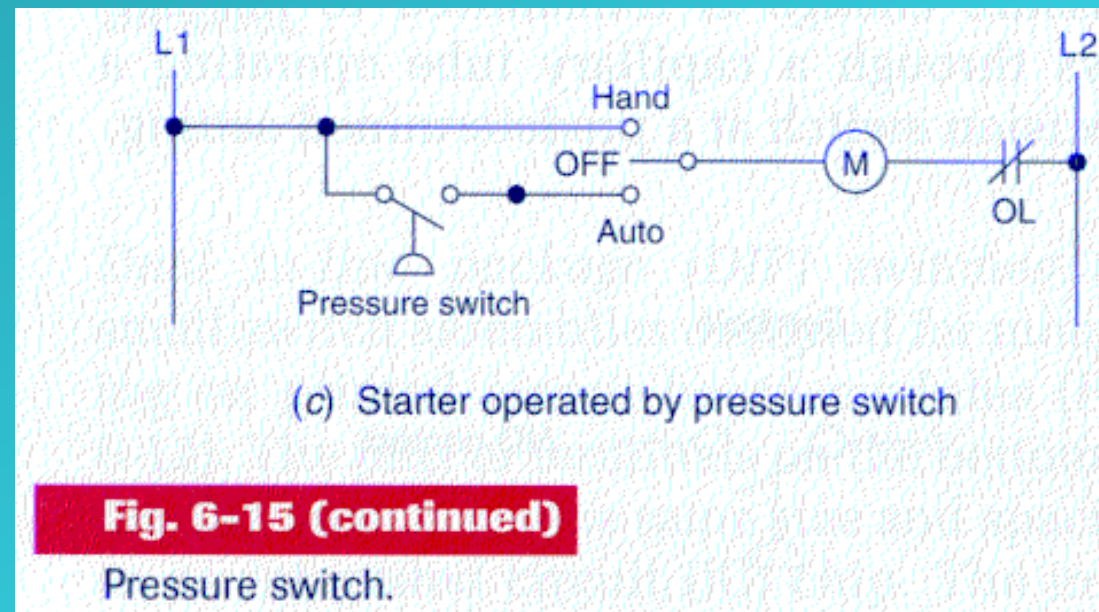 L1
L2
Hand
OFF
M
OL
Auto
Pressure switch
(c) Starter operated by pressure switch
Fig. 6-15 (continued)
Pressure switch.